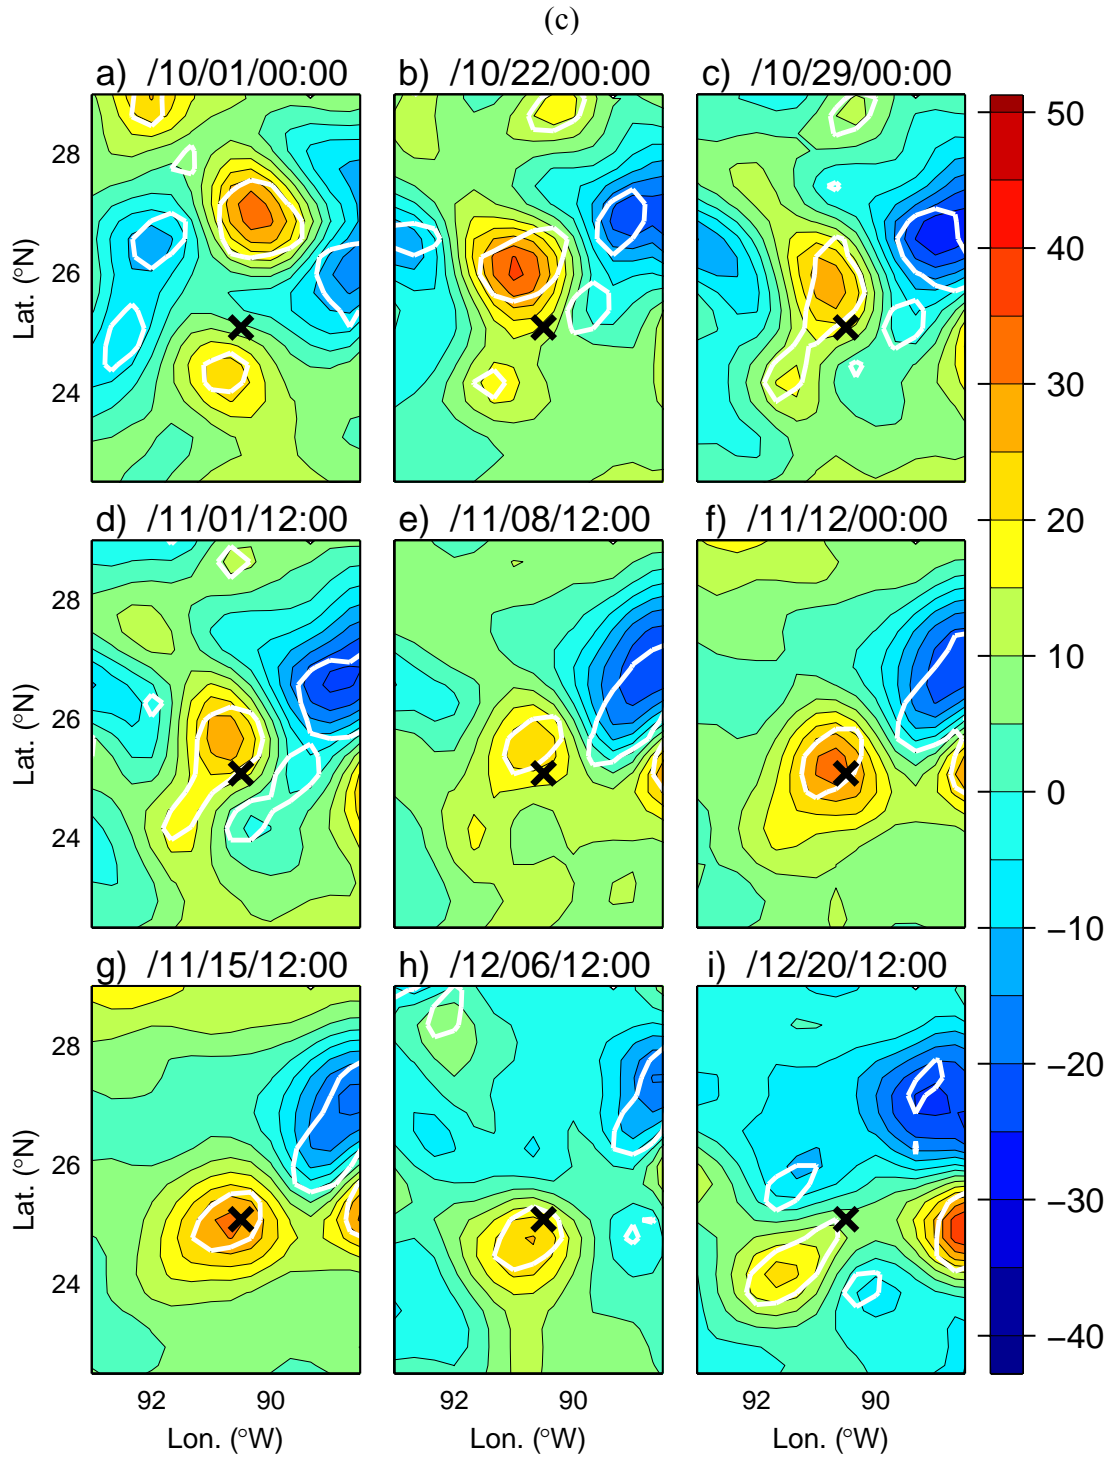 (c)
a) /10/01/00:00
b) /10/22/00:00
c) /10/29/00:00
50
40
30
20
10
0
−10
−20
−30
−40
28
26
24
Lat. (°N)
d) /11/01/12:00
e) /11/08/12:00
f) /11/12/00:00
28
26
24
Lat. (°N)
g) /11/15/12:00
h) /12/06/12:00
i) /12/20/12:00
28
26
24
Lat. (°N)
92 90
92 90
92 90
Lon. (°W)
Lon. (°W)
Lon. (°W)